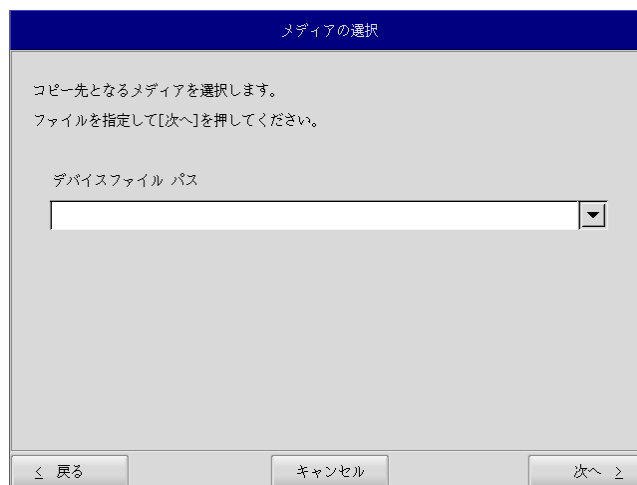 メディアの選択
コピー先となるメディアを選択します。
ファイルを指定して[次へ]を押してください。
デバイスファイル パス
≤ 戻る
キャンセル
次へ ≥